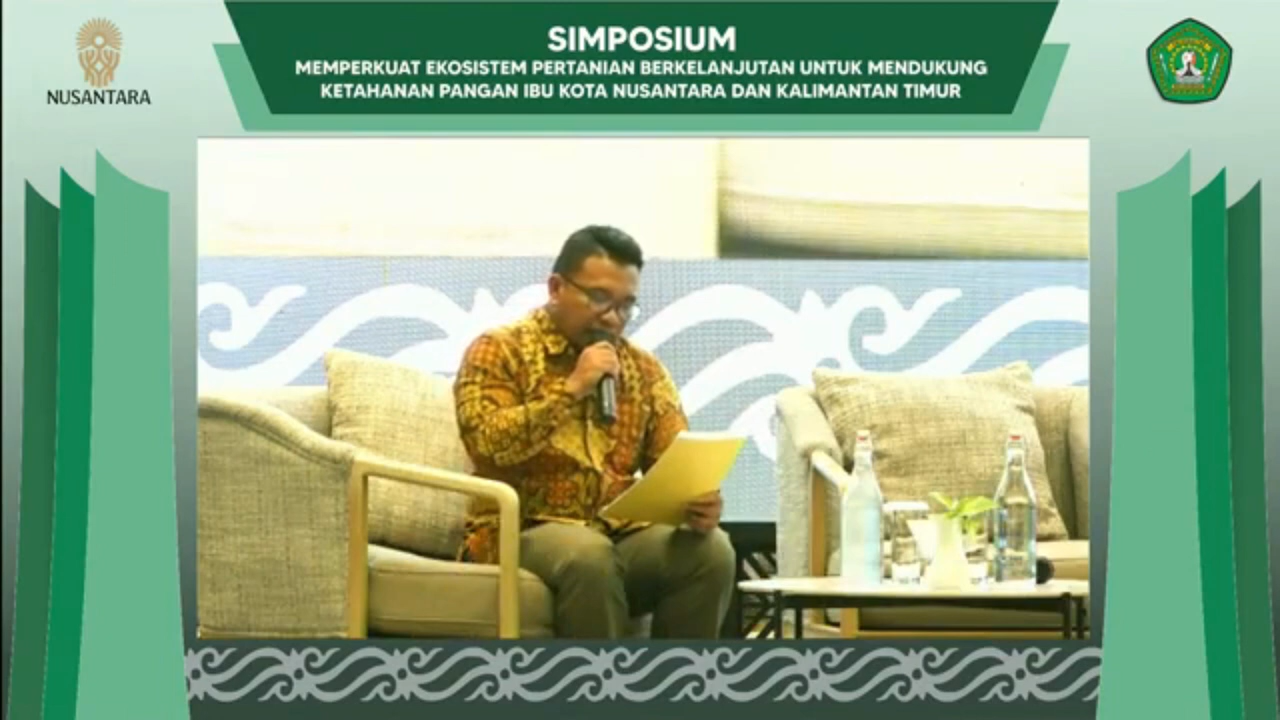 SIMPOSIUM
MEMPERKUAT EKOSISTEM PERTANIAN BERKELANJUTAN UNTUK MENDUKUNG
KETAHANAN PANGAN IBU KOTA NUSANTARA DAN KALIMANTAN TIMUR
NUSANTARA